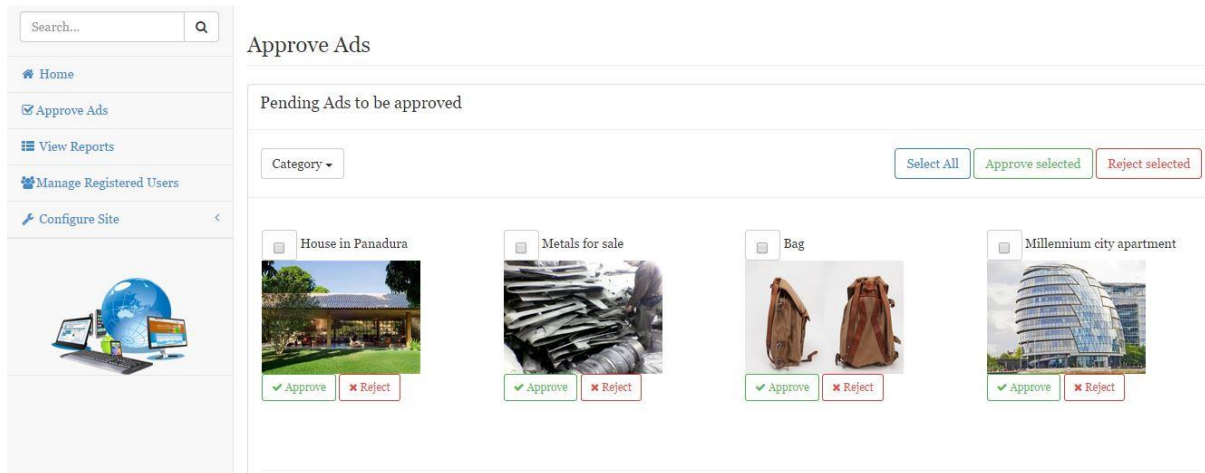 Search...
Approve Ads
Home
Approve Ads
View Reports
Manage Registered Users
Configure Site
Pending Ads to be approved
Category
Select All
Approve selected
Reject selected
House in Panadura
Approve
Reject
Metals for sale
Approve
Reject
Bag
Approve
Reject
Millennium city apartment
Approve
Reject